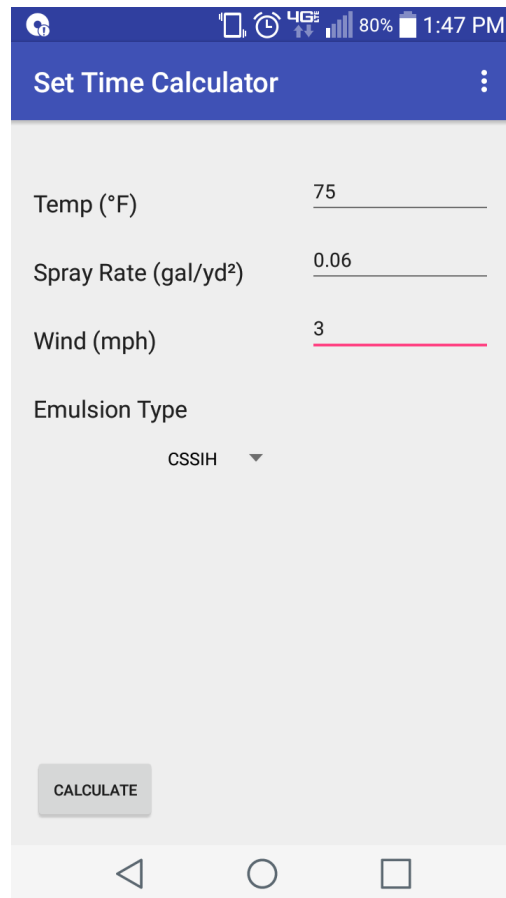 4G 80% 1:47 PM
Set Time Calculator
Temp (°F) 75
Spray Rate (gal/yd²) 0.06
Wind (mph) 3
Emulsion Type
CSSIH
CALCULATE